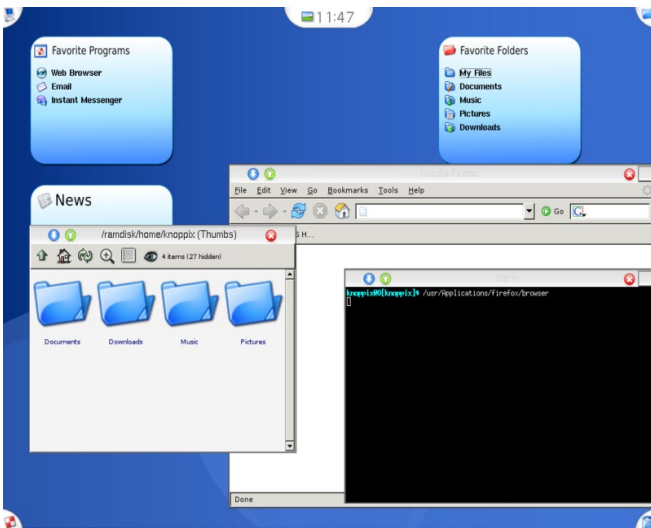 11:47
Favorite Programs
Web Browser
Email
Instant Messenger
Favorite Folders
My Files
Documents
Music
Pictures
Downloads
News
Mozilla Firefox
File Edit View Go Bookmarks Tools Help
Go
Done
/ramdisk/home/knoppix (Thumbs)
4 items (27 hidden)
Documents Downloads Music Pictures
knoppix@0[knoppix]$ /usr/Applications/firefox/browser